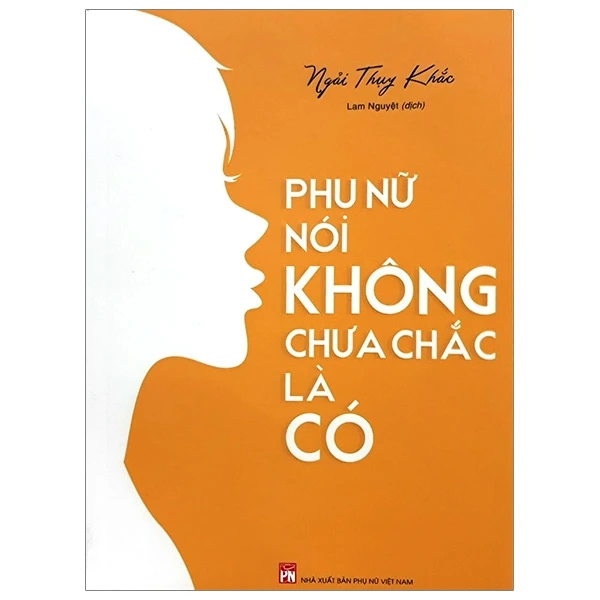 Ngải Thụy Khắc
Lam Nguyệt (dịch)
PHỤ NỮ
NÓI
KHÔNG
CHƯA CHẮC
LÀ
CÓ
PN
NHÀ XUẤT BẢN PHỤ NỮ VIỆT NAM